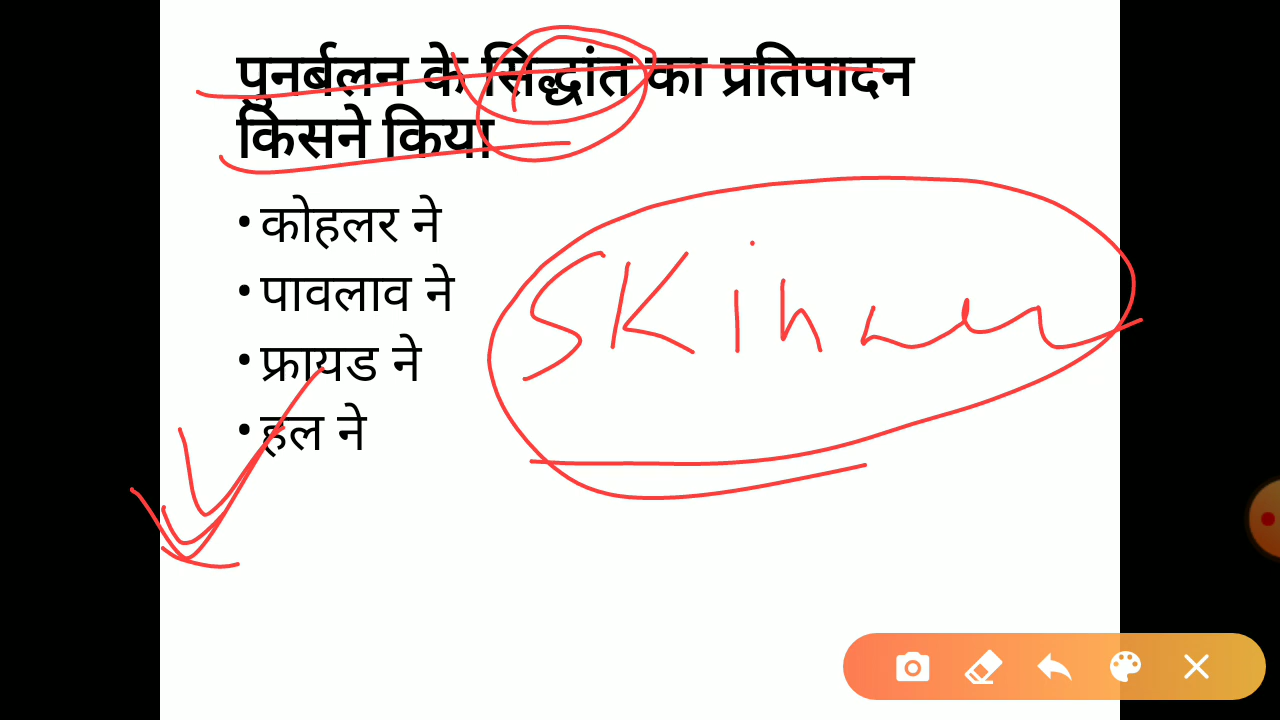 पुनर्बलन के सिद्धांत का प्रतिपादन
किसने किया
• कोहलर ने
• पावलाव ने
• फ्रायड ने
• हल ने
Skinner